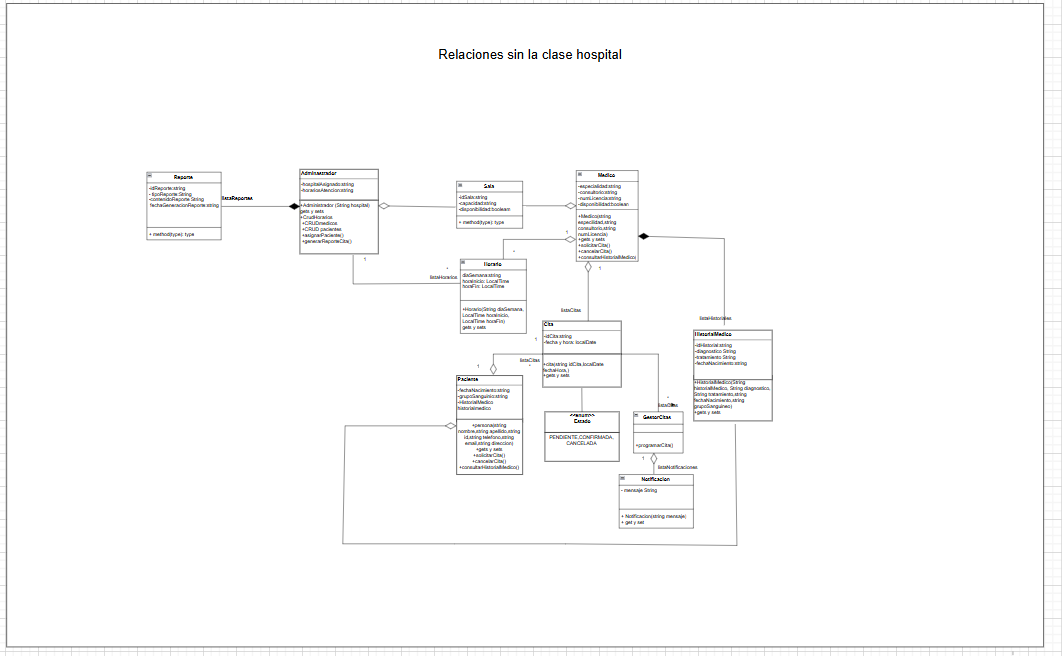 Relaciones sin la clase hospital
Reporte
-idReporte:string
- tipoReporte:String
-contenidoReporte:String
fechaGeneracionReporte:string
+ method(type): type
listaReportes
Adminastrador
-hospitalAsignado:string
-horariosAtencion:string
+Administrador (String hospital)
gets y sets
+CrudHorarios
+CRUDmedicos
+CRUD pacientes
+asignarPaciente()
+generarReporteCita()
1
Sala
-idSala:string
-capacidad:string
-disponibilidad:booleam
+ method(type): type
Medico
-especialidad:string
-consultorio:string
-numLicencia:string
-disponibilidad:boolean
+Medico(string
especilidad,string
consultorio,string
numLicencia)
+gets y sets
+solicitarCita()
+cancelarCita()
+consultarHistorialMedico()
1
*
1
*
listaHorarios
Horario
diaSemana:string
horaInicio: LocalTime
horaFin: LocalTime
+Horario(String diaSemana,
LocalTime horaInicio,
LocalTime horaFin)
gets y sets
listaCitas
listaHistoriales
1
Cita
-idCita:string
-fecha y hora: localDate
+cita(string idCita,localDate
fechaHora,)
+gets y sets
HistorialMedico
-idHistorial:string
-diagnostico String
-tratamiento String
-fechaNacimiento:string
+HistorialMedico(String
historialMedico, String diagnostico,
String tratamiento,string
fechaNacimiento,string
grupoSanguineo)
+gets y sets
listaCitas
*
1
Paciente
-fechaNacimiento:string
-grupoSanguinio:string
-HistorialMedico
historialmedico
+persona(string
nombre,string apellido,string
id,string telefono,string
email,string direccion)
+gets y sets
+solicitarCita()
+cancelarCita()
+consultarHistorialMedico()
<<enum>>
Estado
PENDIENTE,CONFIRMADA,
CANCELADA
*
listaCitas
GestorCitas
+programarCita()
1
listaNotificaciones
Notificacion
- mensaje String
+ Notificacion(string mensaje)
+ get y set